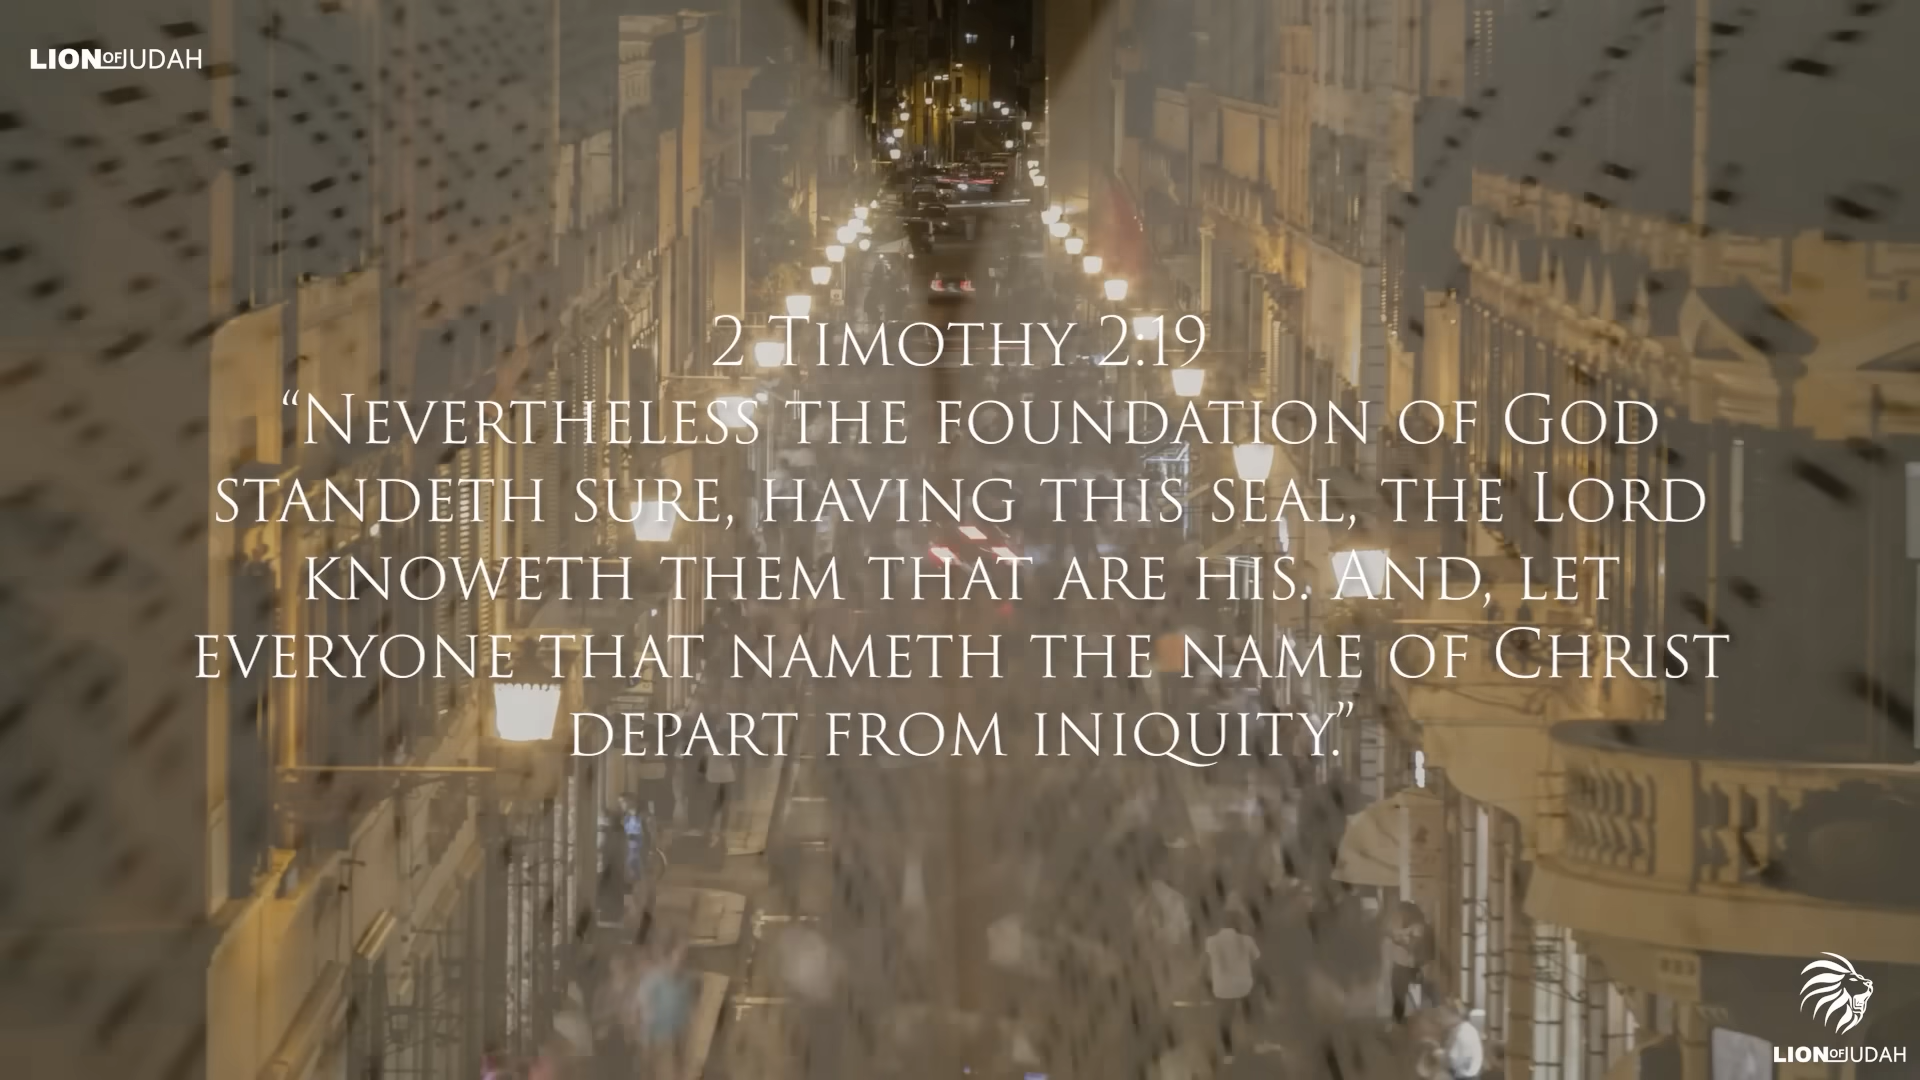 LION OF JUDAH
2 Timothy 2:19
“Nevertheless the foundation of God
standeth sure, having this seal, the Lord
knoweth them that are his. And, let
everyone that nameth the name of Christ
depart from iniquity.”
LION OF JUDAH